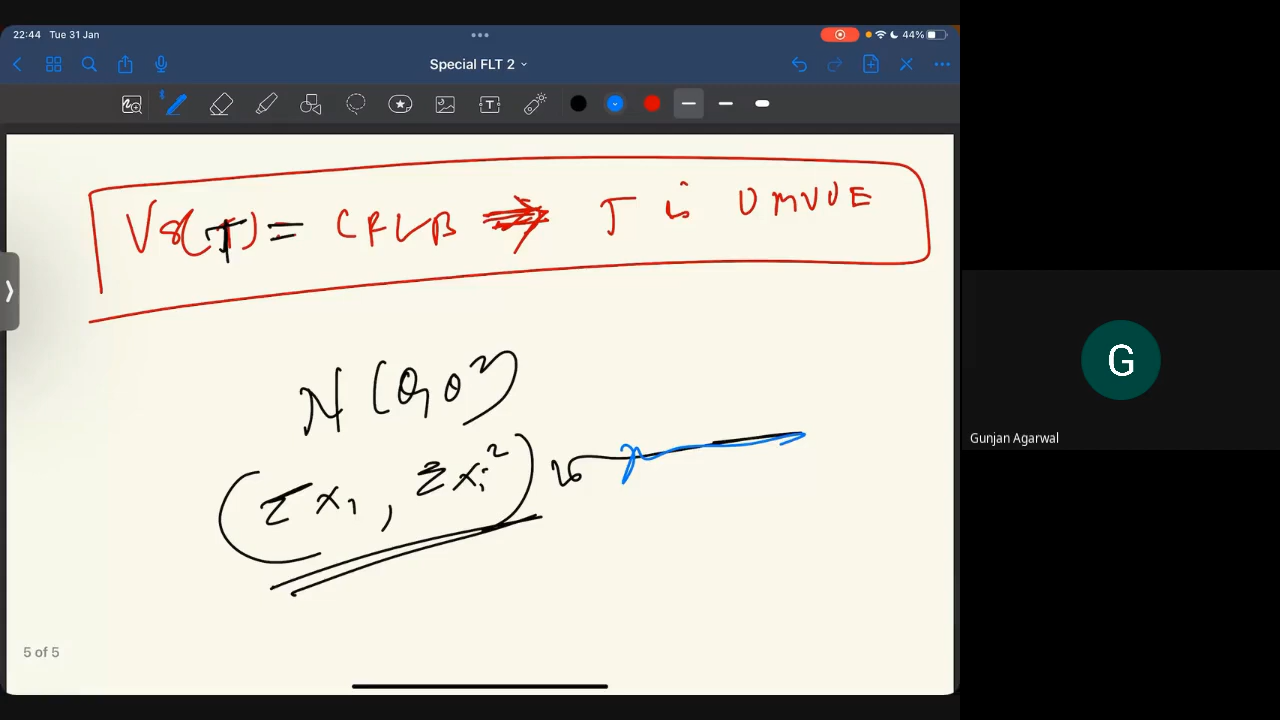 22:44 Tue 31 Jan 44%
Special FLT 2
T
Var(T) = CRLB ⇒ T is UMVUE
N(θ, θ²)
(Σxi, Σxi²) is
G
Gunjan Agarwal
5 of 5